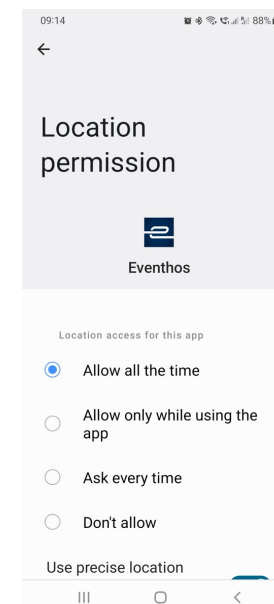 09:14
88%
Location
permission
Eventhos
Location access for this app
Allow all the time
Allow only while using the
app
Ask every time
Don't allow
Use precise location